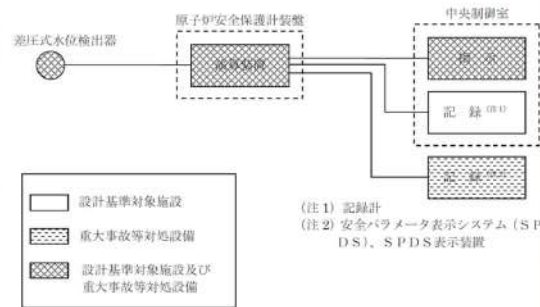 中央制御室
原子炉安全保護計装盤
差圧式水位検出器
演算装置
指 示
記 録(注1)
記 録(注2)
設計基準対象施設
重大事故等対処設備
設計基準対象施設及び
重大事故等対処設備
(注1) 記録計
(注2) 安全パラメータ表示システム(SP
DS)、SPDS表示装置